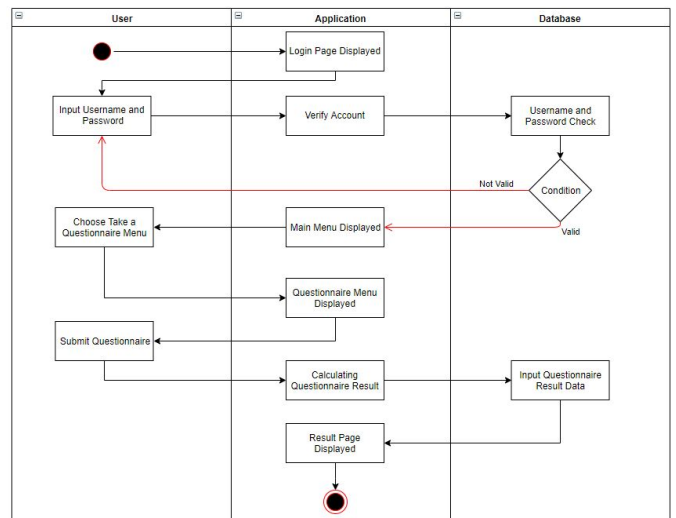 User
Application
Database
Login Page Displayed
Input Username and
Password
Verify Account
Username and
Password Check
Not Valid
Condition
Valid
Choose Take a
Questionnaire Menu
Main Menu Displayed
Questionnaire Menu
Displayed
Submit Questionnaire
Calculating
Questionnaire Result
Input Questionnaire
Result Data
Result Page
Displayed